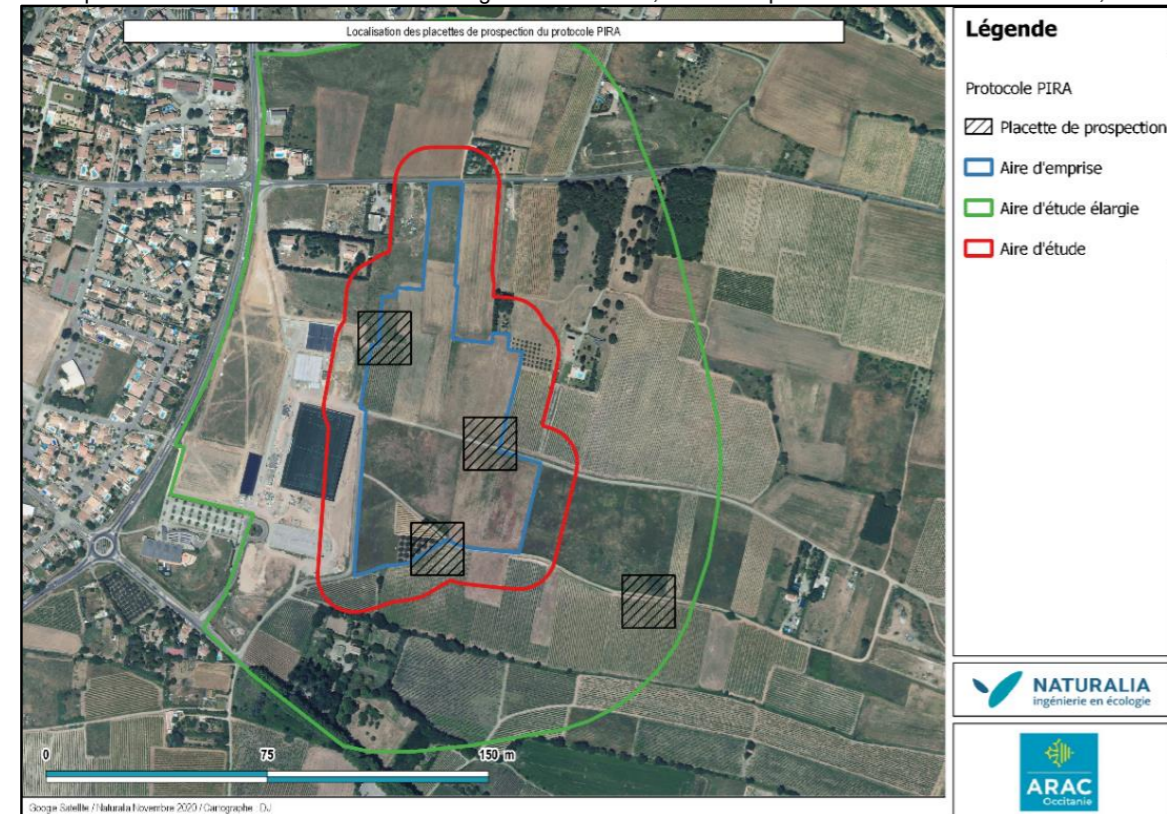 Localisation des placettes de prospection du protocole PIRA
Légende
Protocole PIRA
Placette de prospection
Aire d'emprise
Aire d'étude élargie
Aire d'étude
0 75 150 m
NATURALIA
ingénierie en écologie
ARAC
Occitanie
Google Satellite / Naturalia Novembre 2020 / Cartographe : DJ